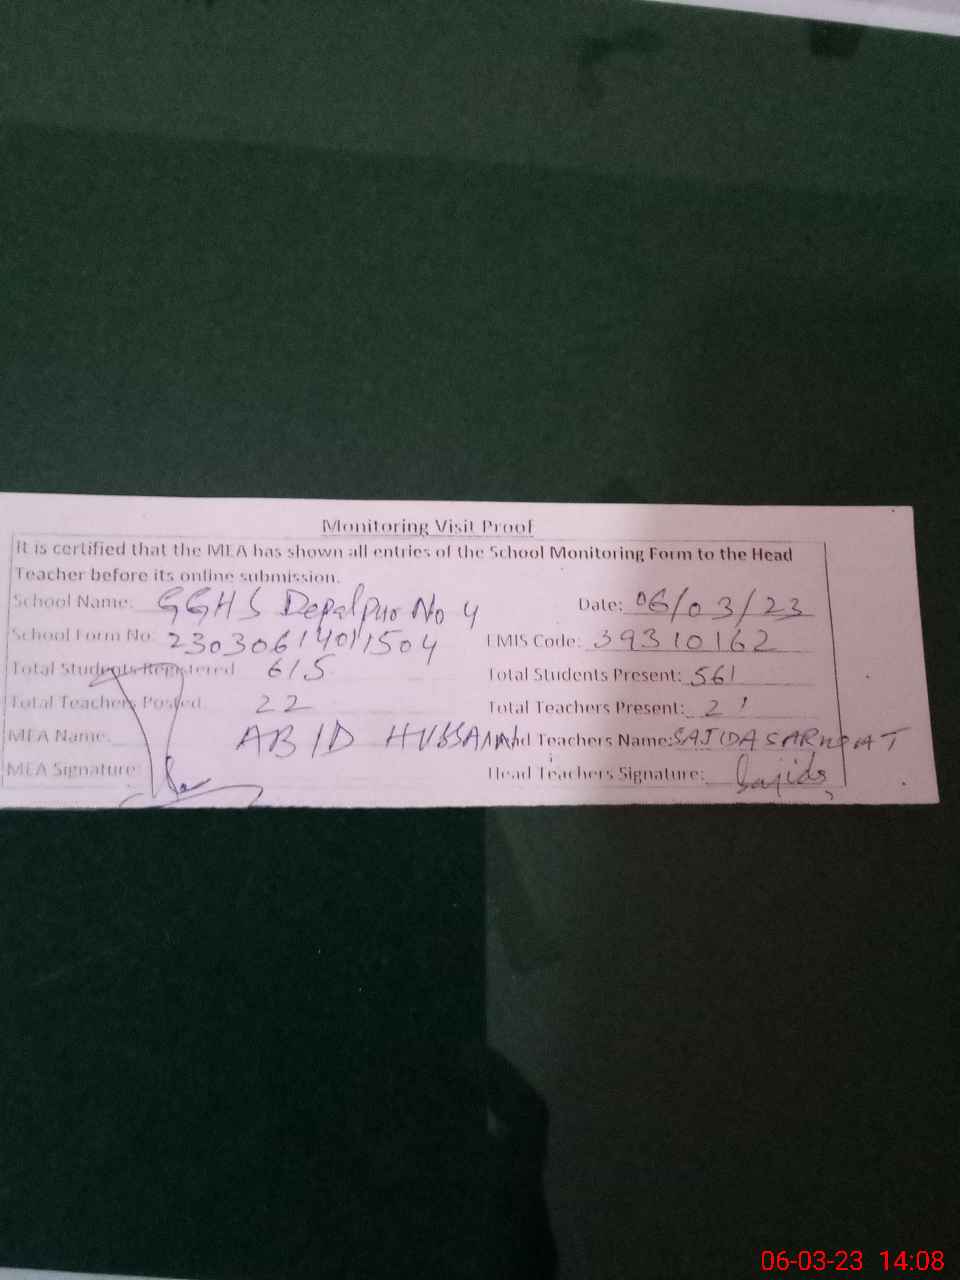 Monitoring Visit Proof
It is certified that the MEA has shown all entries of the School Monitoring Form to the Head
Teacher before its online submission.
School Name: GGHS Depalpur No 4 Date: 06/03/23
School Form No: EMIS Code: 39310162
Total Students Registered 615 Total Students Present: 561
Total Teachers Posted 22 Total Teachers Present: 21
MEA Name: ABID HUSSAIN Head Teachers Name: SAJIDA
MEA Signature: Head Teachers Signature: Sajida
06-03-23 14:08